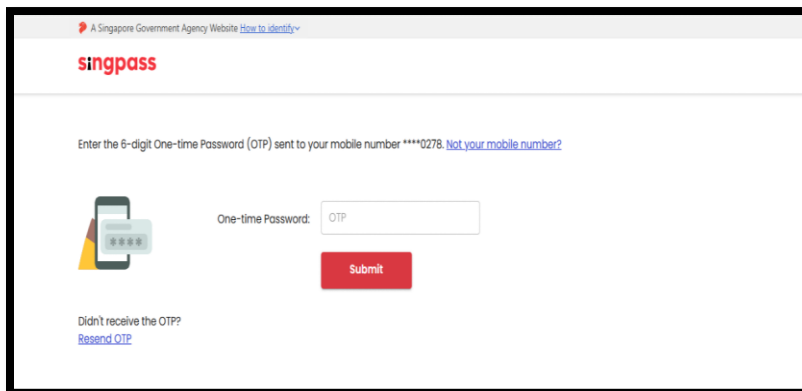 A Singapore Government Agency Website How to identify
singpass
Enter the 6-digit One-time Password (OTP) sent to your mobile number ****0278. Not your mobile number?
****
One-time Password: OTP
Submit
Didn't receive the OTP?
Resend OTP